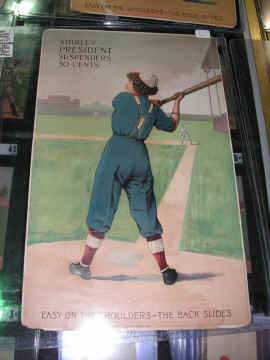 SHIRLEY
PRESIDENT
SUSPENDERS
50 CENTS
EASY ON THE SHOULDERS-THE BACK SLIDES